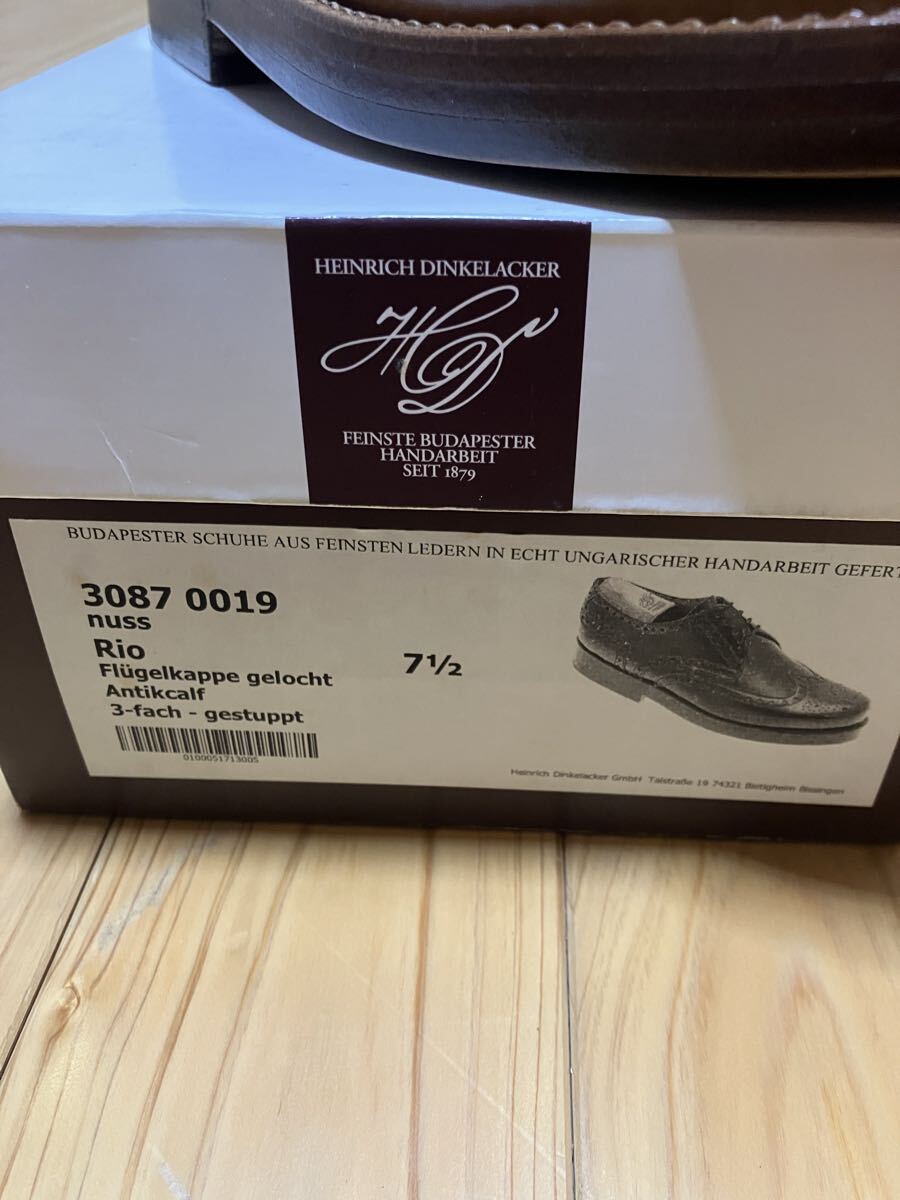 HEINRICH DINKELACKER
HD
FEINSTE BUDAPESTER
HANDARBEIT
SEIT 1879
BUDAPESTER SCHUHE AUS FEINSTEN LEDERN IN ECHT UNGARISCHER HANDARBEIT GEFERT
3087 0019
nuss
Rio
7½
Flügelkappe gelocht
Antikcalf
3-fach - gestuppt
0100051713005
Heinrich Dinkelacker GmbH Talstraße 19 74321 Bietigheim Bissingen